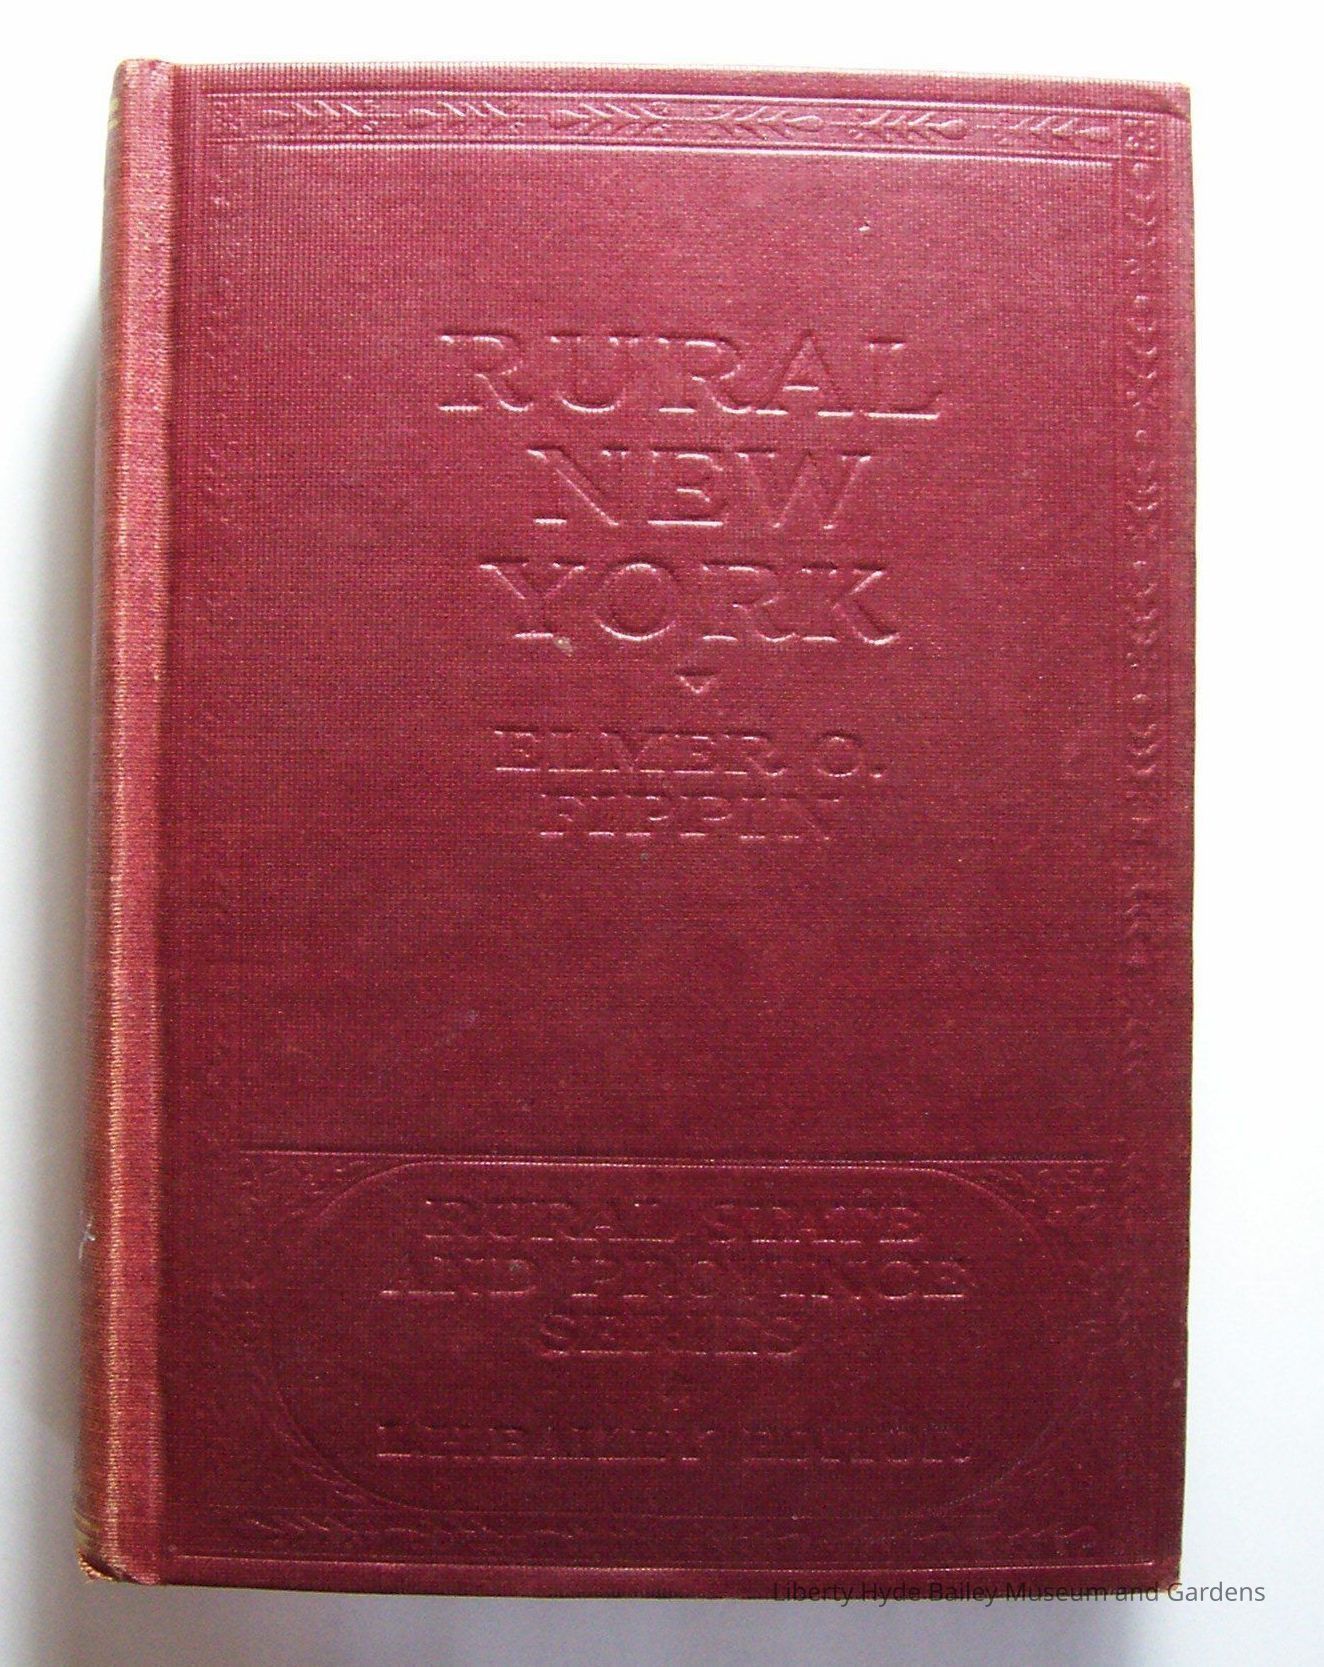 RURAL
NEW
YORK
ELMER O.
FIPPIN
RURAL STATE
AND PROVINCE
SERIES
L.H.BAILEY EDITOR
Liberty Hyde Bailey Museum and Gardens